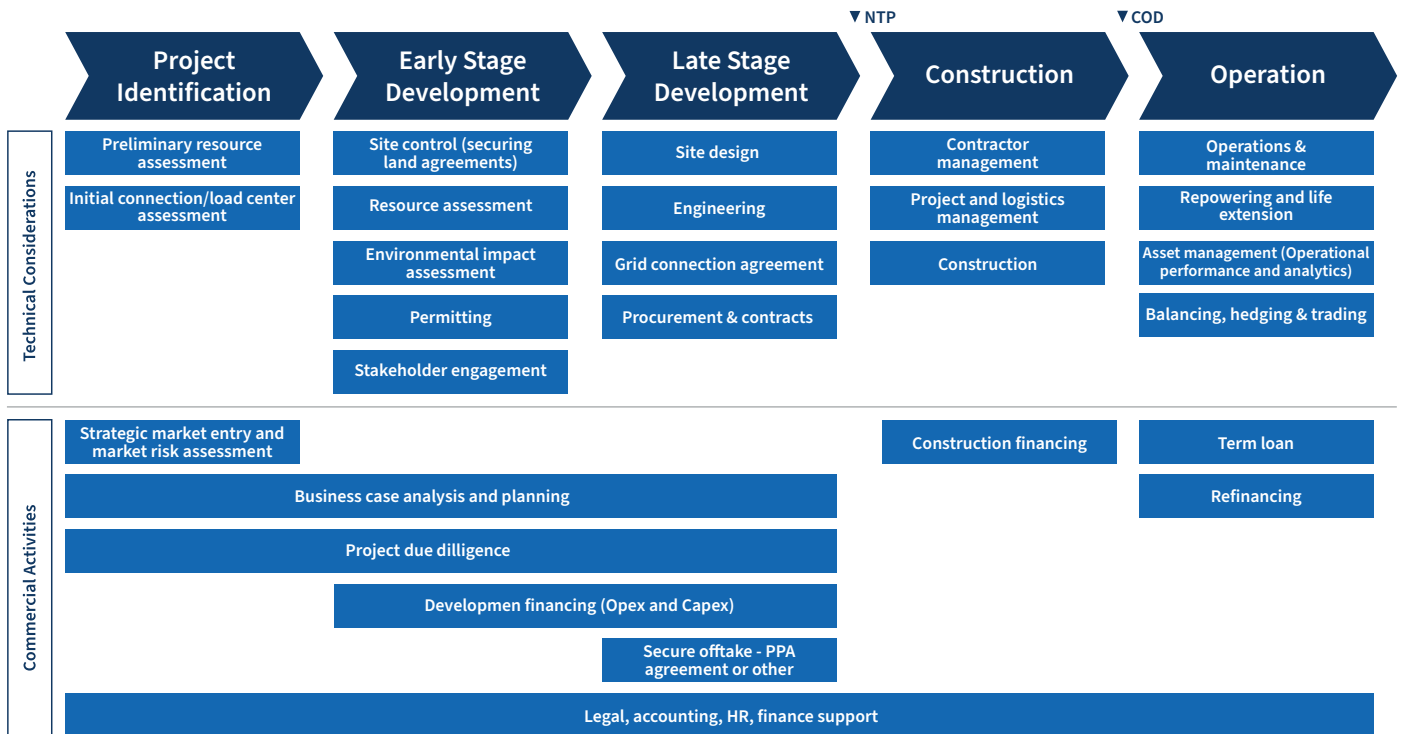 ▼ NTP
▼ COD
Project
Identification
Early Stage
Development
Late Stage
Development
Construction
Operation
Technical Considerations
Preliminary resource
assessment
Initial connection/load center
assessment
Site control (securing
land agreements)
Resource assessment
Environmental impact
assessment
Permitting
Stakeholder engagement
Site design
Engineering
Grid connection agreement
Procurement & contracts
Contractor
management
Project and logistics
management
Construction
Operations &
maintenance
Repowering and life
extension
Asset management (Operational
performance and analytics)
Balancing, hedging & trading
Commercial Activities
Strategic market entry and
market risk assessment
Construction financing
Term loan
Business case analysis and planning
Refinancing
Project due dilligence
Developmen financing (Opex and Capex)
Secure offtake - PPA
agreement or other
Legal, accounting, HR, finance support